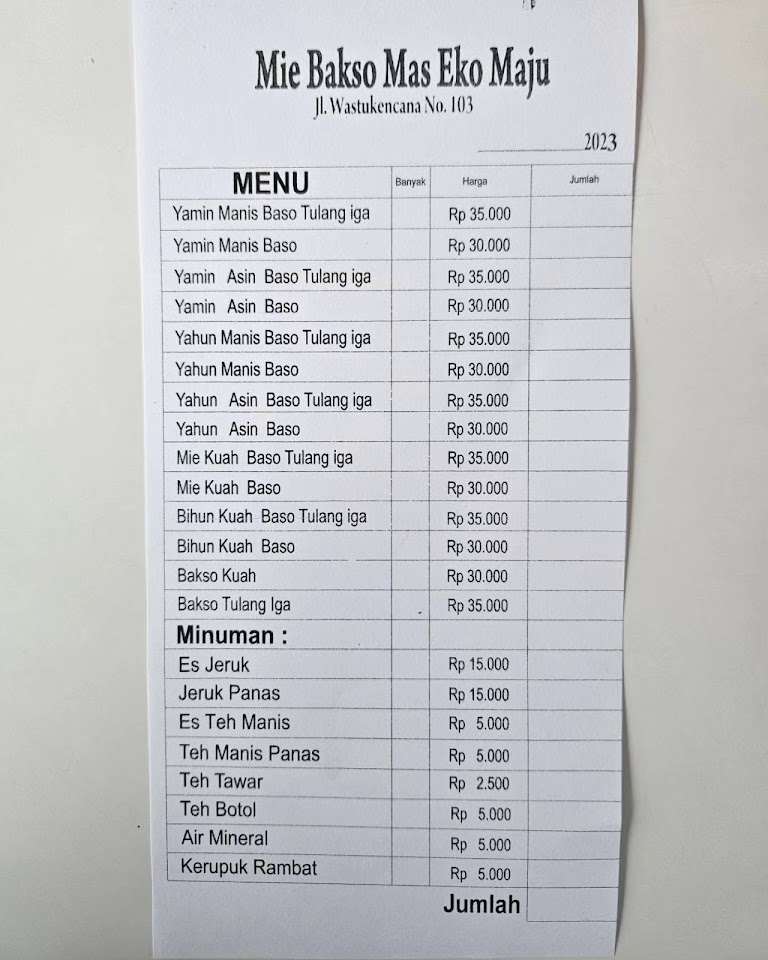 Mie Bakso Mas Eko Maju
Jl. Wastukencana No. 103
2023
MENU Banyak Harga Jumlah
Yamin Manis Baso Tulang iga Rp 35.000
Yamin Manis Baso Rp 30.000
Yamin Asin Baso Tulang iga Rp 35.000
Yamin Asin Baso Rp 30.000
Yahun Manis Baso Tulang iga Rp 35.000
Yahun Manis Baso Rp 30.000
Yahun Asin Baso Tulang iga Rp 35.000
Yahun Asin Baso Rp 30.000
Mie Kuah Baso Tulang iga Rp 35.000
Mie Kuah Baso Rp 30.000
Bihun Kuah Baso Tulang iga Rp 35.000
Bihun Kuah Baso Rp 30.000
Bakso Kuah Rp 30.000
Bakso Tulang Iga Rp 35.000
Minuman :
Es Jeruk Rp 15.000
Jeruk Panas Rp 15.000
Es Teh Manis Rp 5.000
Teh Manis Panas Rp 5.000
Teh Tawar Rp 2.500
Teh Botol Rp 5.000
Air Mineral Rp 5.000
Kerupuk Rambat Rp 5.000
Jumlah